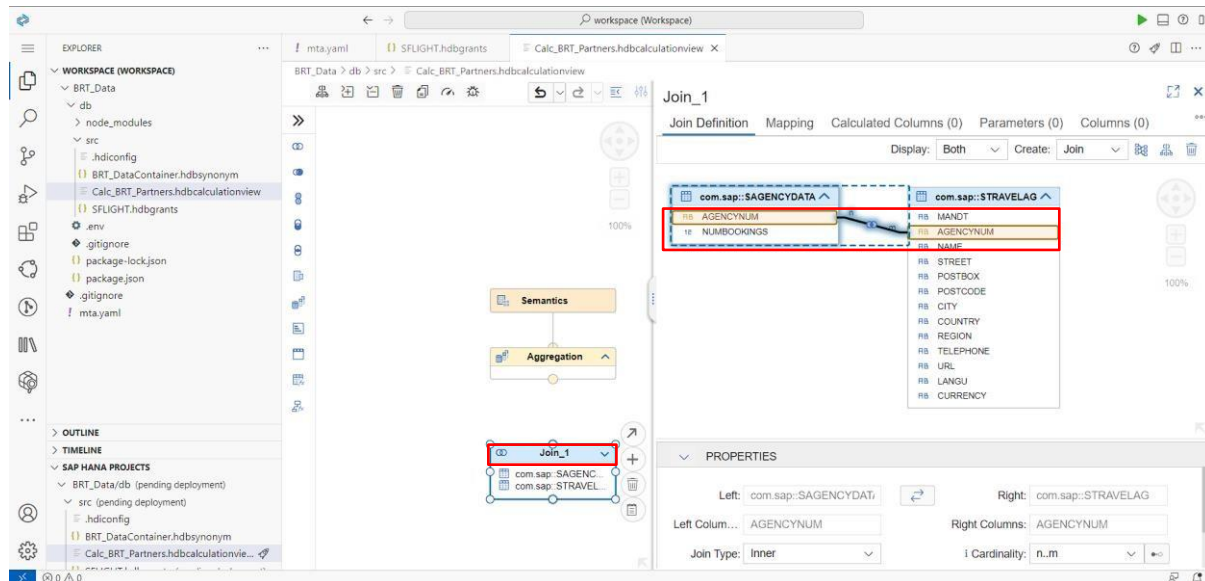 workspace (Workspace)
EXPLORER
WORKSPACE (WORKSPACE)
BRT_Data
db
node_modules
src
.hdiconfig
BRT_DataContainer.hdbsynonym
Calc_BRT_Partners.hdbcalculationview
SFLIGHT.hdbgrants
.env
.gitignore
package-lock.json
package.json
.gitignore
mta.yaml
OUTLINE
TIMELINE
SAP HANA PROJECTS
BRT_Data/db (pending deployment)
src (pending deployment)
.hdiconfig
BRT_DataContainer.hdbsynonym
Calc_BRT_Partners.hdbcalculationvie...
mta.yaml
SFLIGHT.hdbgrants
Calc_BRT_Partners.hdbcalculationview
BRT_Data > db > src > Calc_BRT_Partners.hdbcalculationview
100%
Semantics
Aggregation
Join_1
com.sap::SAGENC...
com.sap::STRAVEL...
Join_1
Join Definition Mapping Calculated Columns (0) Parameters (0) Columns (0)
Display: Both Create: Join
com.sap::SAGENCYDATA
AGENCYNUM
NUMBOOKINGS
com.sap::STRAVELAG
MANDT
AGENCYNUM
NAME
STREET
POSTBOX
POSTCODE
CITY
COUNTRY
REGION
TELEPHONE
URL
LANGU
CURRENCY
100%
PROPERTIES
Left: com.sap::SAGENCYDAT Right: com.sap::STRAVELAG
Left Colum... AGENCYNUM Right Columns: AGENCYNUM
Join Type: Inner Cardinality: n..m
0 0 0